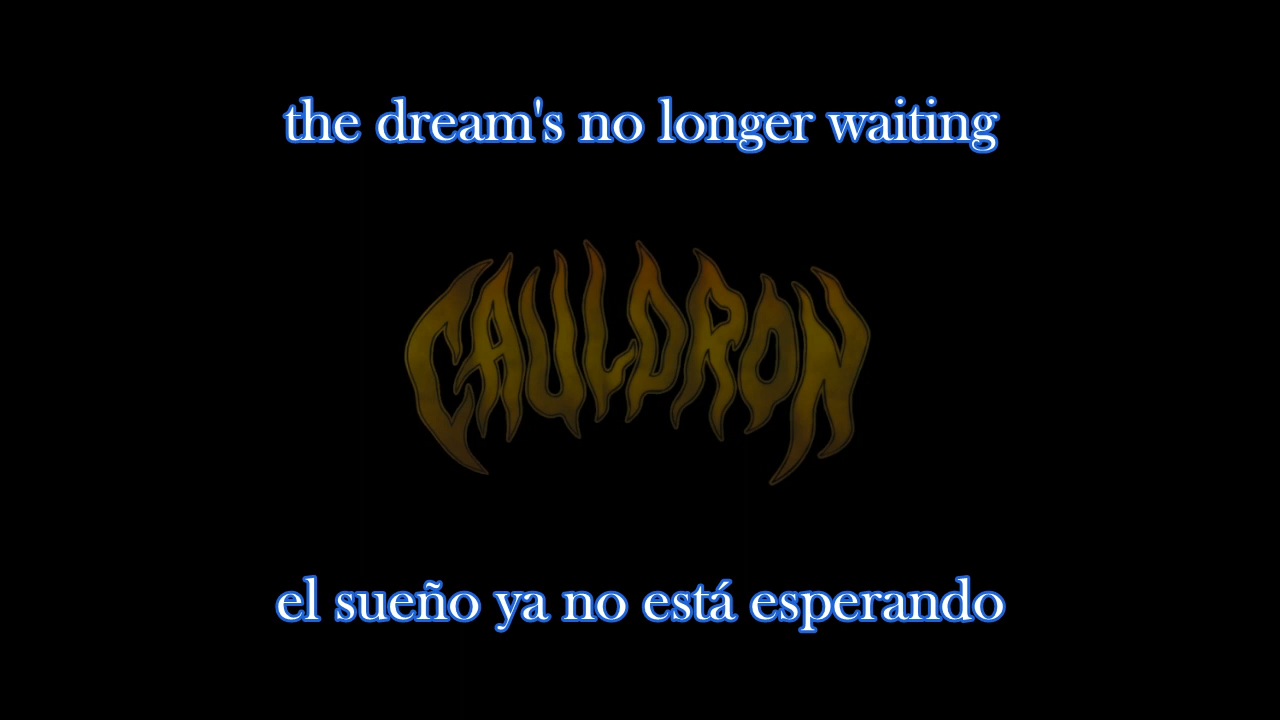 the dream's no longer waiting
CAULDRON
el sueño ya no está esperando